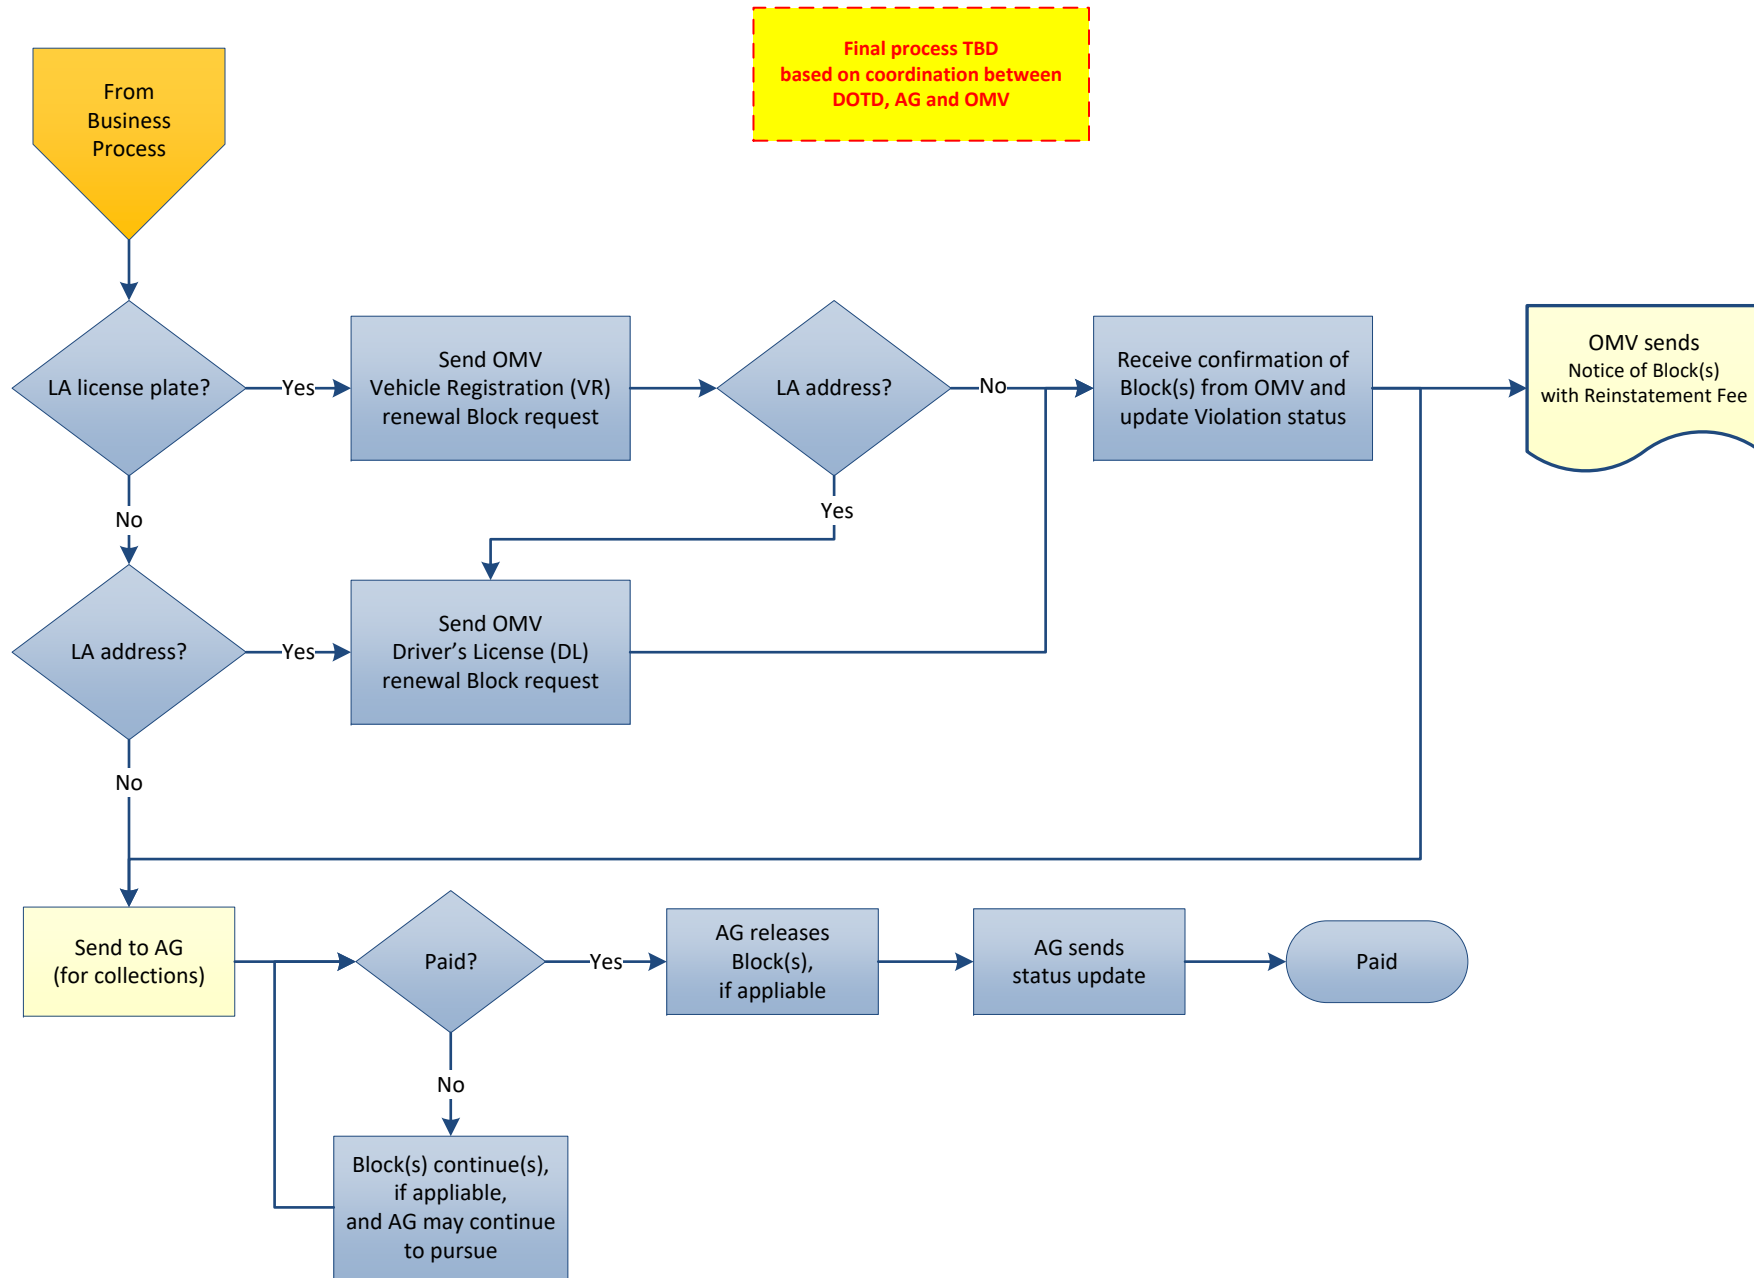 Final process TBD
based on coordination between
DOTD, AG and OMV
From
Business
Process
LA license plate?
Yes
Send OMV
Vehicle Registration (VR)
renewal Block request
LA address?
No
Receive confirmation of
Block(s) from OMV and
update Violation status
OMV sends
Notice of Block(s)
with Reinstatement Fee
No
Yes
LA address?
Yes
Send OMV
Driver's License (DL)
renewal Block request
No
Send to AG
(for collections)
Paid?
Yes
AG releases
Block(s),
if appliable
AG sends
status update
Paid
No
Block(s) continue(s),
if appliable,
and AG may continue
to pursue